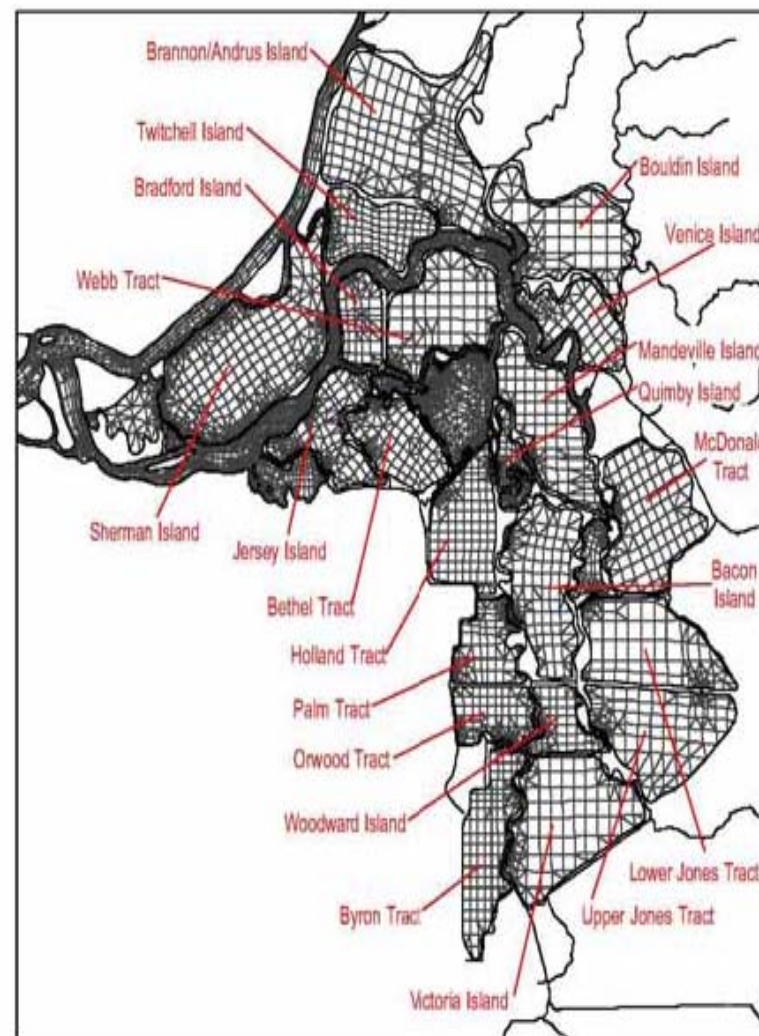 Brannon/Andrus Island
Twitchell Island
Bradford Island
Bouldin Island
Venice Island
Webb Tract
Mandeville Island
Quimby Island
McDonald
Tract
Sherman Island
Jersey Island
Bacon
Island
Bethel Tract
Holland Tract
Palm Tract
Orwood Tract
Woodward Island
Lower Jones Tract
Byron Tract
Upper Jones Tract
Victoria Island